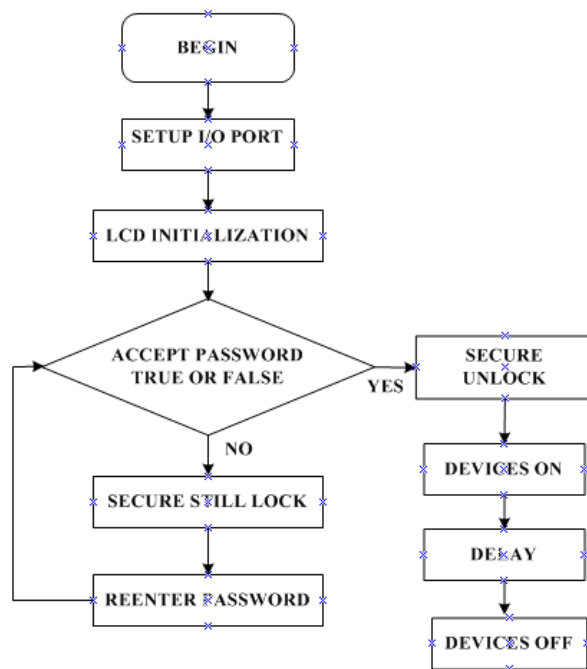 BEGIN
SETUP I/O PORT
LCD INITIALIZATION
ACCEPT PASSWORD
TRUE OR FALSE
YES
SECURE
UNLOCK
NO
DEVICES ON
SECURE STILL LOCK
DELAY
REENTER PASSWORD
DEVICES OFF